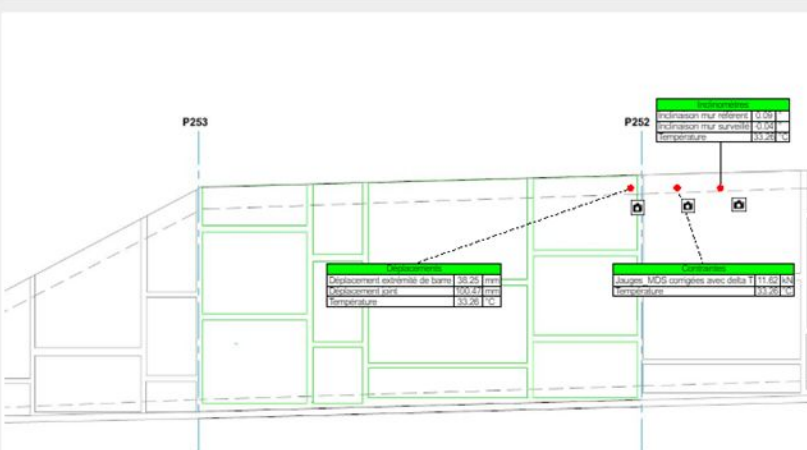 P253
P252
Inclinomètres
Inclinaison mur référent 0.09 °
Inclinaison mur surveillé -0.04 °
Température 33.26 °C
Déplacements
Déplacement extrémité de barre 38.25 mm
Déplacement joint 100.47 mm
Température 33.26 °C
Contraintes
Jauges MDS corrigées avec delta T 11.62 kN
Température 33.26 °C